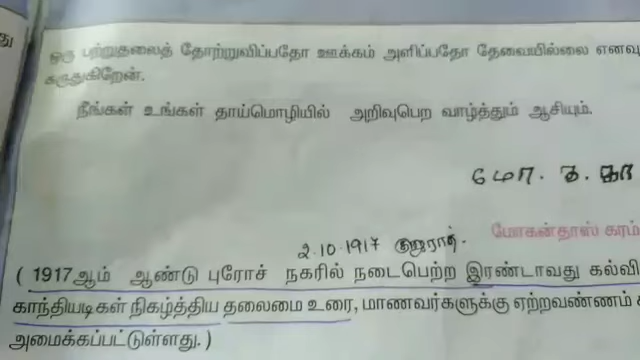 ஒரு பற்றுதலைத் தோற்றுவிப்பதோ ஊக்கம் அளிப்பதோ தேவையில்லை எனவு
கருதுகிறேன்.
நீங்கள் உங்கள் தாய்மொழியில் அறிவுபெற வாழ்த்தும் ஆசியும்.
மோ. க. கா
2.10.1917 குஜராத்.
மோகன்தாஸ் கரம்
( 1917ஆம் ஆண்டு புரோச் நகரில் நடைபெற்ற இரண்டாவது கல்வி
காந்தியடிகள் நிகழ்த்திய தலைமை உரை, மாணவர்களுக்கு ஏற்றவண்ணம்
அமைக்கப்பட்டுள்ளது. )